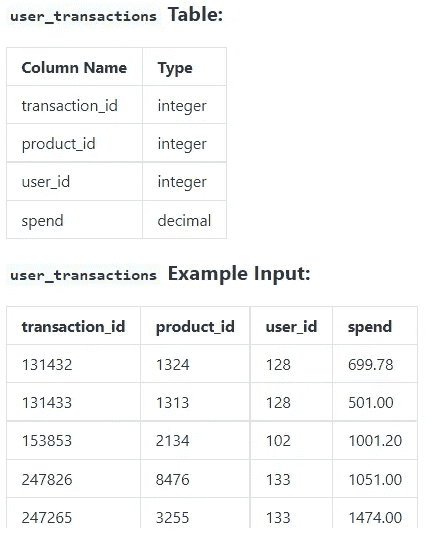 user_transactions Table:
Column Name Type
transaction_id integer
product_id integer
user_id integer
spend decimal
user_transactions Example Input:
transaction_id product_id user_id spend
131432 1324 128 699.78
131433 1313 128 501.00
153853 2134 102 1001.20
247826 8476 133 1051.00
247265 3255 133 1474.00